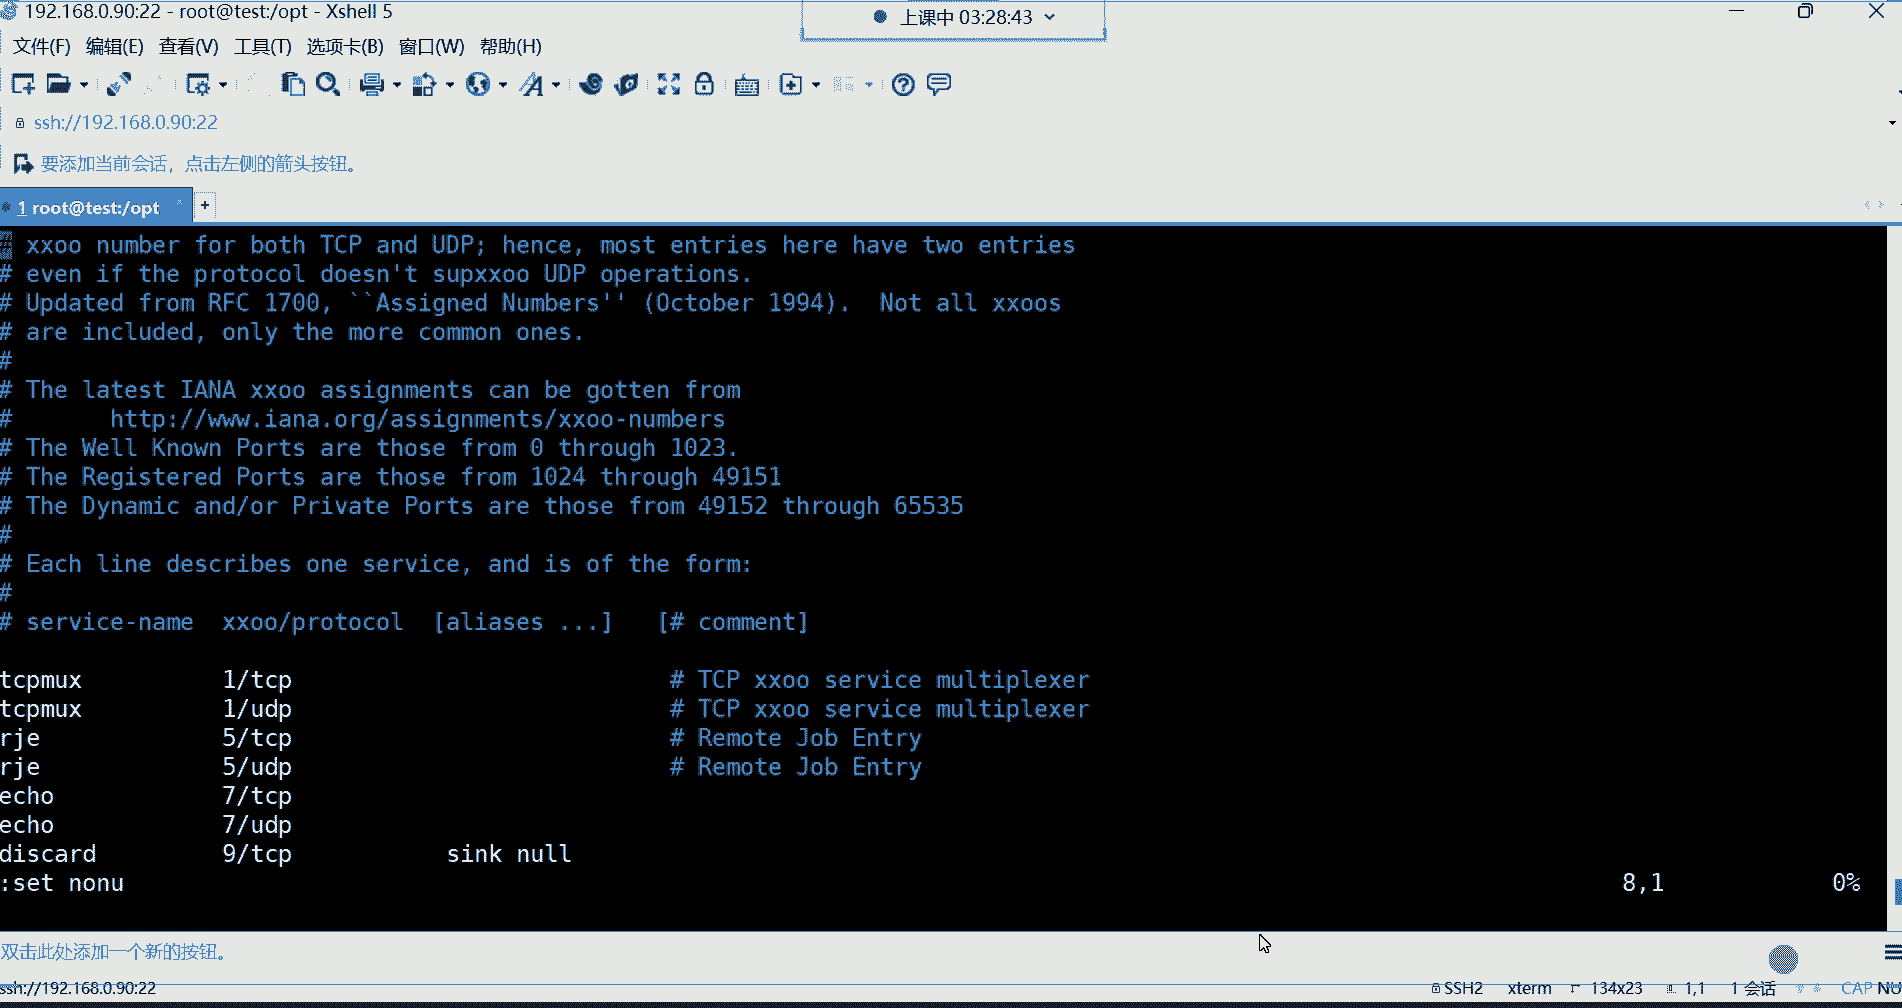 192.168.0.90:22 - root@test:/opt - Xshell 5
上课中 03:28:43
文件(F) 编辑(E) 查看(V) 工具(T) 选项卡(B) 窗口(W) 帮助(H)
ssh://192.168.0.90:22
要添加当前会话，点击左侧的箭头按钮。
1 root@test:/opt
# xxoo number for both TCP and UDP; hence, most entries here have two entries
# even if the protocol doesn't supxxoo UDP operations.
# Updated from RFC 1700, ``Assigned Numbers'' (October 1994).  Not all xxoos
# are included, only the more common ones.
#
# The latest IANA xxoo assignments can be gotten from
#       http://www.iana.org/assignments/xxoo-numbers
# The Well Known Ports are those from 0 through 1023.
# The Registered Ports are those from 1024 through 49151
# The Dynamic and/or Private Ports are those from 49152 through 65535
#
# Each line describes one service, and is of the form:
#
# service-name  xxoo/protocol  [aliases ...]   [# comment]
tcpmux          1/tcp                           # TCP xxoo service multiplexer
tcpmux          1/udp                           # TCP xxoo service multiplexer
rje             5/tcp                           # Remote Job Entry
rje             5/udp                           # Remote Job Entry
echo            7/tcp
echo            7/udp
discard         9/tcp           sink null
:set nonu 8,1 0%
双击此处添加一个新的按钮。
ssh://192.168.0.90:22 SSH2 xterm 134x23 1,1 1 会话 CAP NU